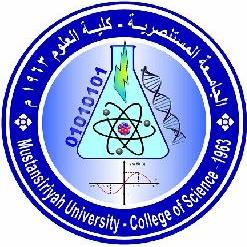 الجامعة المستنصرية - كلية العلوم ١٩٦٣ م
01010101
Mustansiriyah University - College of Science 1963